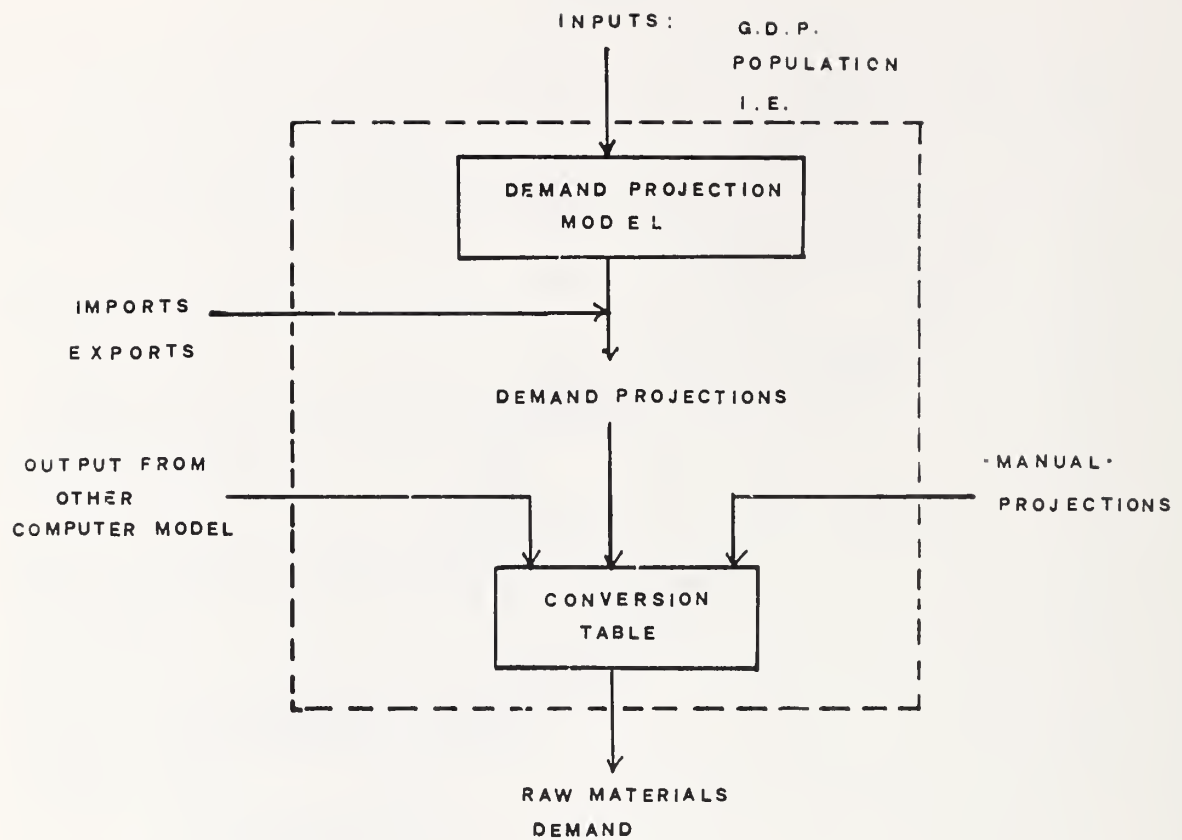 INPUTS:
G.D.P.
POPULATION
I.E.
DEMAND PROJECTION
MODEL
IMPORTS
EXPORTS
DEMAND PROJECTIONS
OUTPUT FROM
OTHER
COMPUTER MODEL
·MANUAL·
PROJECTIONS
CONVERSION
TABLE
RAW MATERIALS
DEMAND